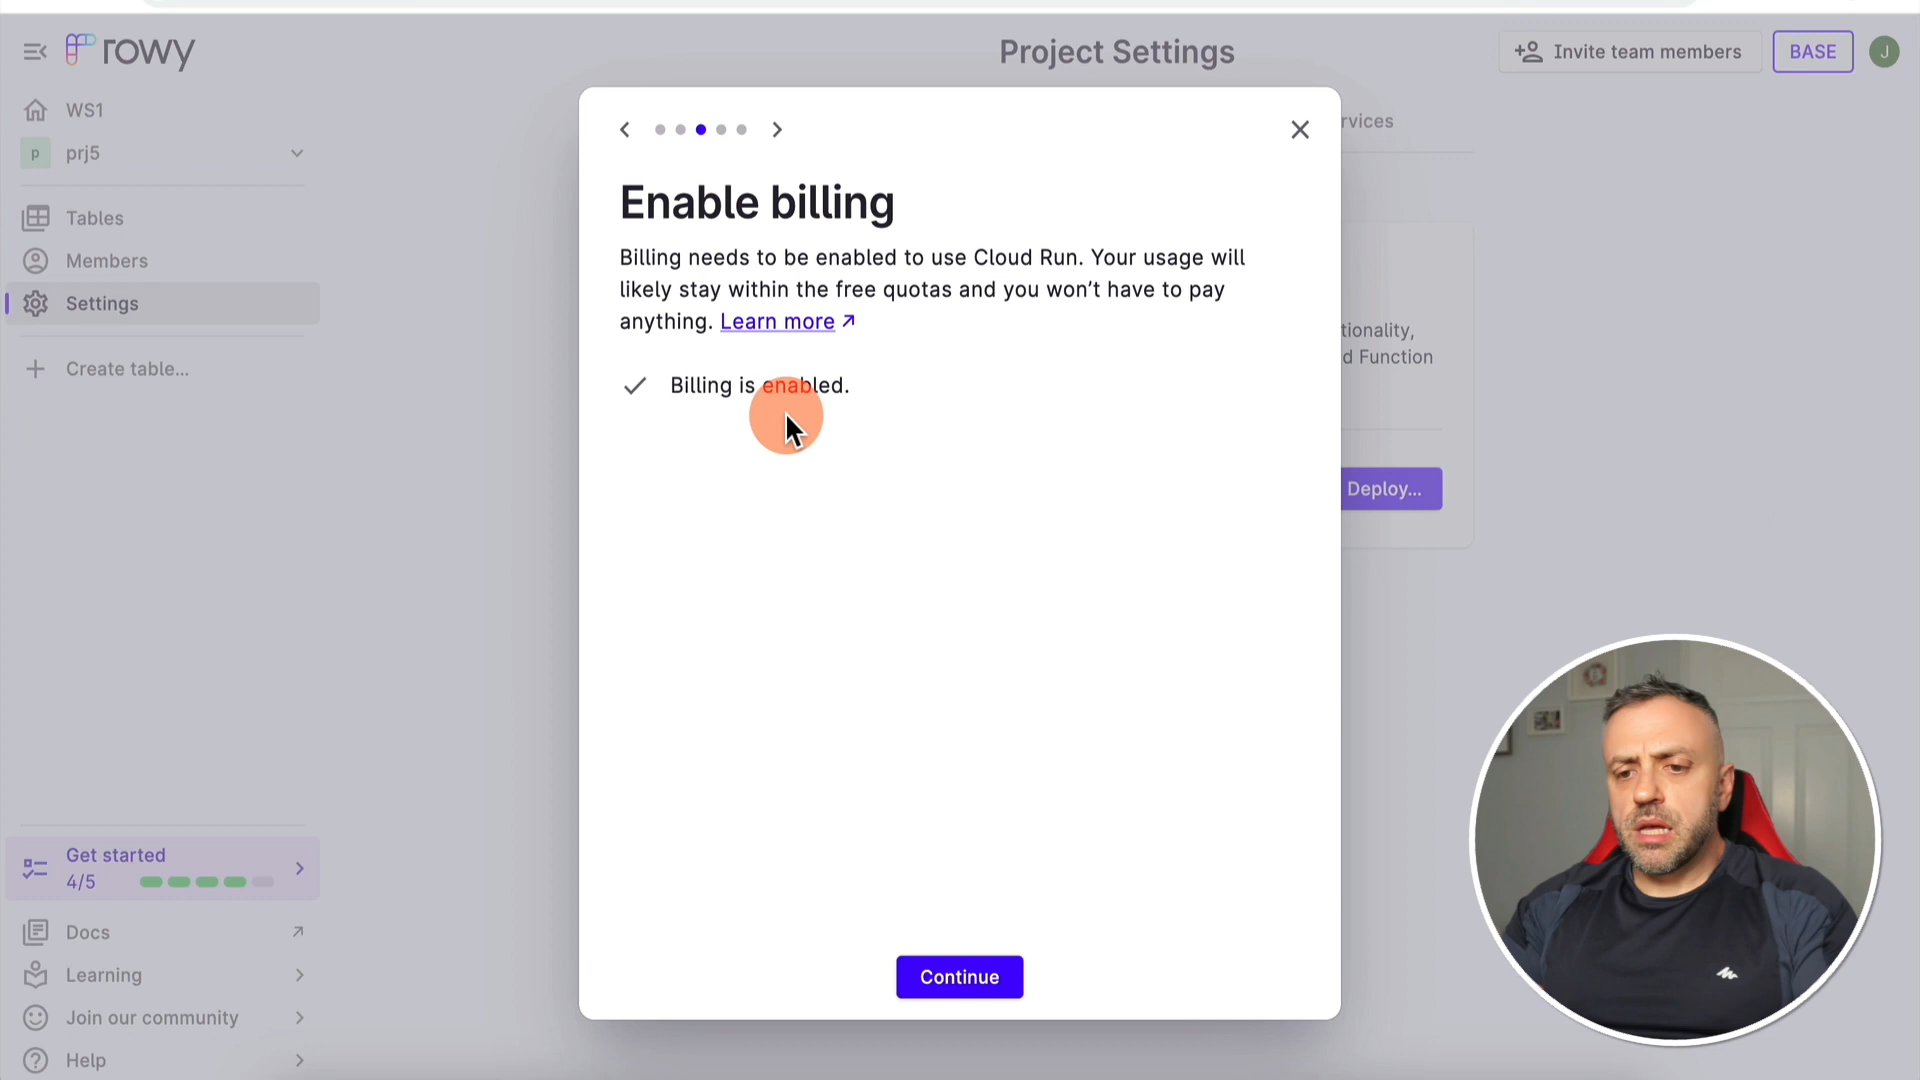 rowy
Project Settings
Invite team members
BASE
J
WS1
p
prj5
Tables
Members
Settings
Create table...
Get started
4/5
Docs
Learning
Join our community
Help
rvices
tionality,
d Function
Deploy...
Enable billing
Billing needs to be enabled to use Cloud Run. Your usage will
likely stay within the free quotas and you won’t have to pay
anything. Learn more ↗
Billing is enabled.
Continue